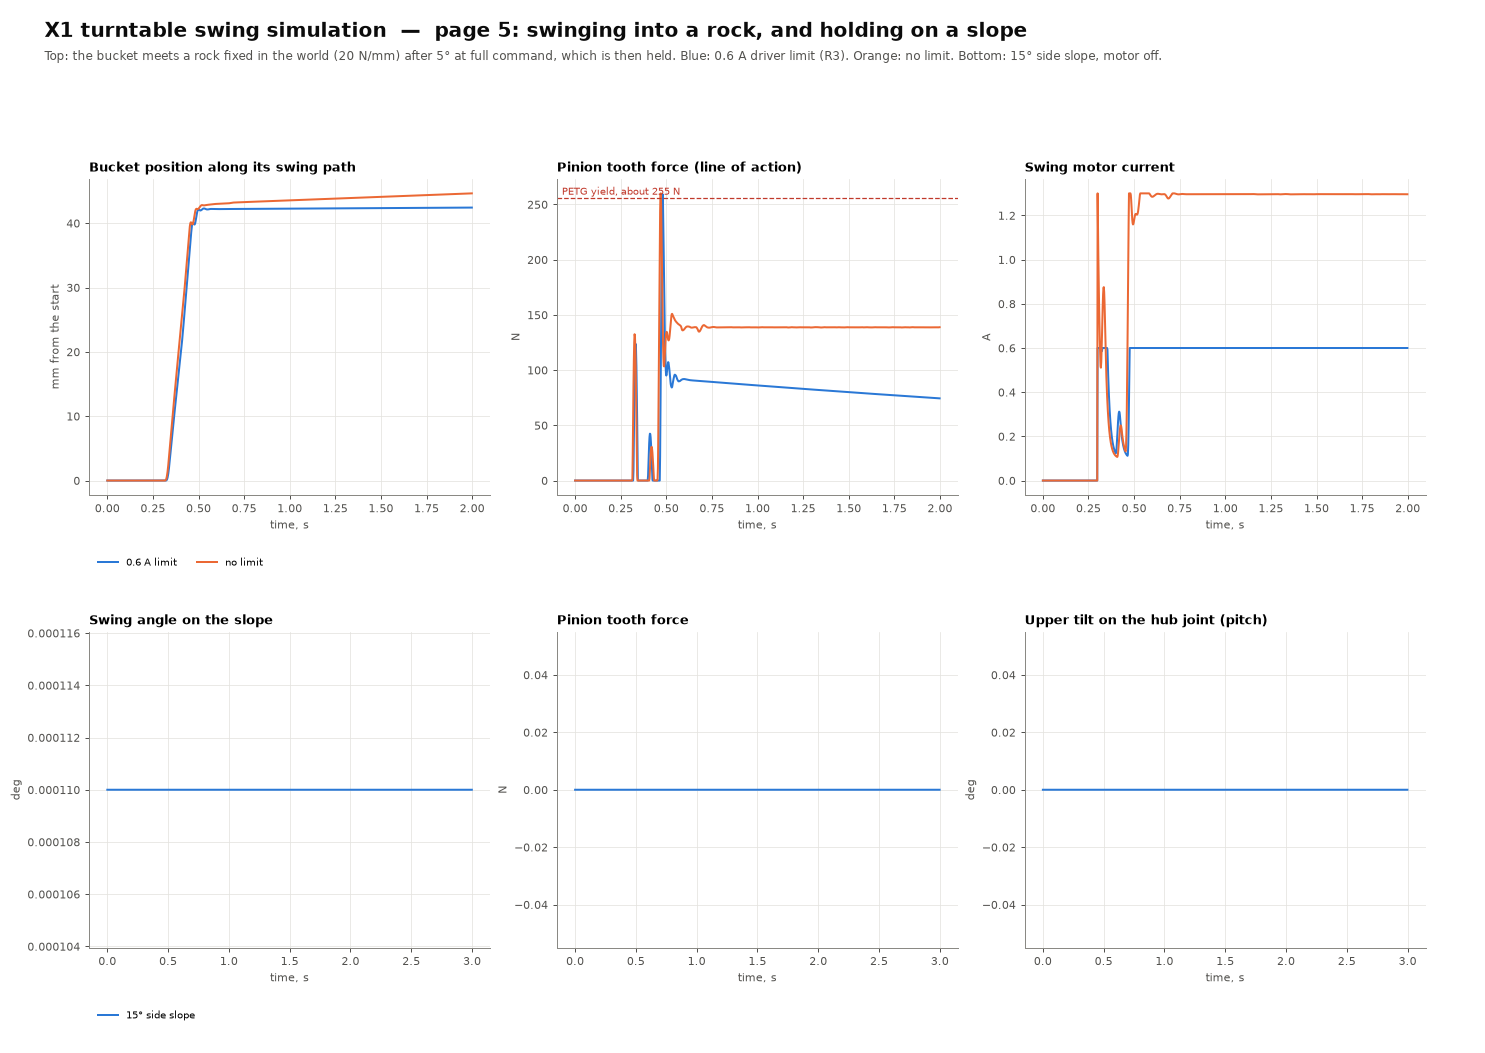 X1 turntable swing simulation — page 5: swinging into a rock, and holding on a slope
Top: the bucket meets a rock fixed in the world (20 N/mm) after 5° at full command, which is then held. Blue: 0.6 A driver limit (R3). Orange: no limit. Bottom: 15° side slope, motor off.
Bucket position along its swing path
mm from the start
40
30
20
10
0
0.00 0.25 0.50 0.75 1.00 1.25 1.50 1.75 2.00
time, s
0.6 A limit no limit
Pinion tooth force (line of action)
PETG yield, about 255 N
N
250
200
150
100
50
0
0.00 0.25 0.50 0.75 1.00 1.25 1.50 1.75 2.00
time, s
Swing motor current
A
1.2
1.0
0.8
0.6
0.4
0.2
0.0
0.00 0.25 0.50 0.75 1.00 1.25 1.50 1.75 2.00
time, s
Swing angle on the slope
deg
0.000116
0.000114
0.000112
0.000110
0.000108
0.000106
0.000104
0.0 0.5 1.0 1.5 2.0 2.5 3.0
time, s
15° side slope
Pinion tooth force
N
0.04
0.02
0.00
−0.02
−0.04
0.0 0.5 1.0 1.5 2.0 2.5 3.0
time, s
Upper tilt on the hub joint (pitch)
deg
0.04
0.02
0.00
−0.02
−0.04
0.0 0.5 1.0 1.5 2.0 2.5 3.0
time, s